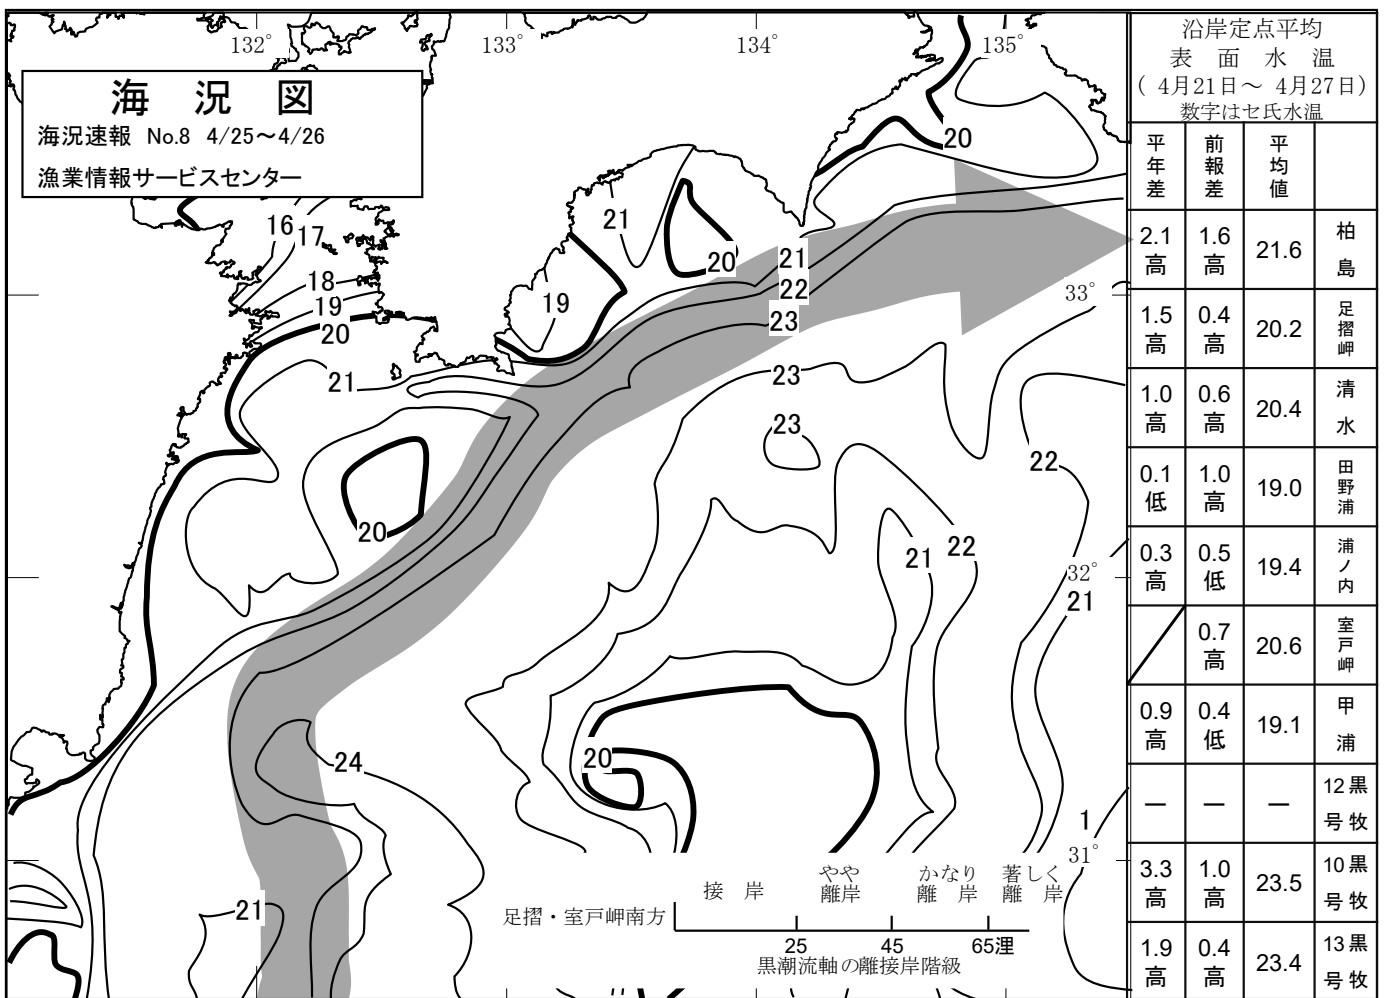 海 況 図
海況速報 No.8 4/25～4/26
漁業情報サービスセンター
132°
133°
134°
135°
20
16
17
21
20
21
18
19
22
33°
19
20
23
21
23
23
22
20
21
22
32°
21
20
24
1
31°
21
接 岸
やや
離岸
かなり
離 岸
著しく
離 岸
足摺・室戸岬南方
25
45
65浬
黒潮流軸の離接岸階級
沿岸定点平均
表 面 水 温
( 4月21日～ 4月27日)
数字はセ氏水温
平年差 前報差 平均値
2.1高 1.6高 21.6 柏島
1.5高 0.4高 20.2 足摺岬
1.0高 0.6高 20.4 清水
0.1低 1.0高 19.0 田野浦
0.3高 0.5低 19.4 浦ノ内
0.7高 20.6 室戸岬
0.9高 0.4低 19.1 甲浦
— — — 黒牧12号
3.3高 1.0高 23.5 黒牧10号
1.9高 0.4高 23.4 黒牧13号